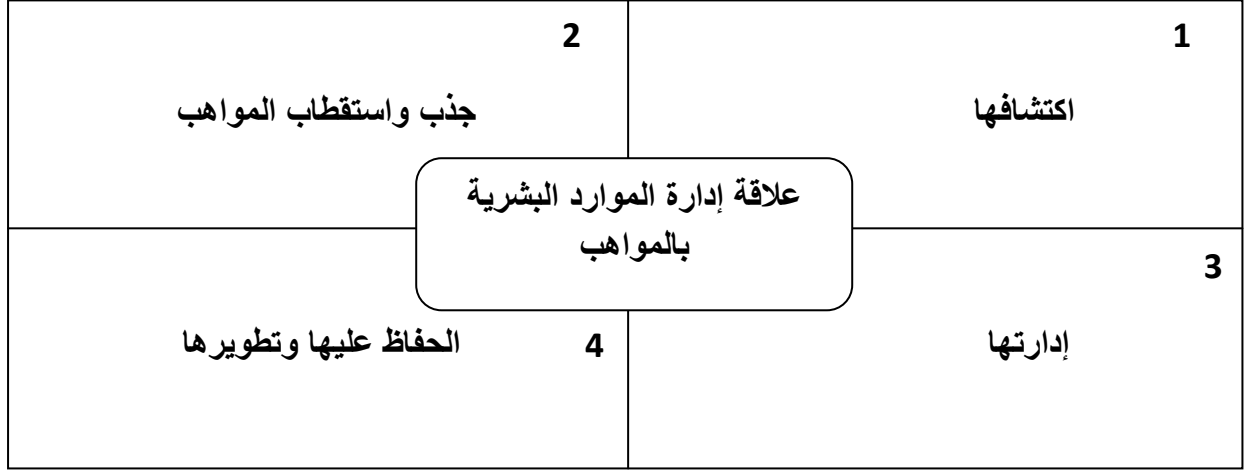 1
اكتشافها
2
جذب واستقطاب المواهب
علاقة إدارة الموارد البشرية
بالمواهب
3
إدارتها
4
الحفاظ عليها وتطويرها